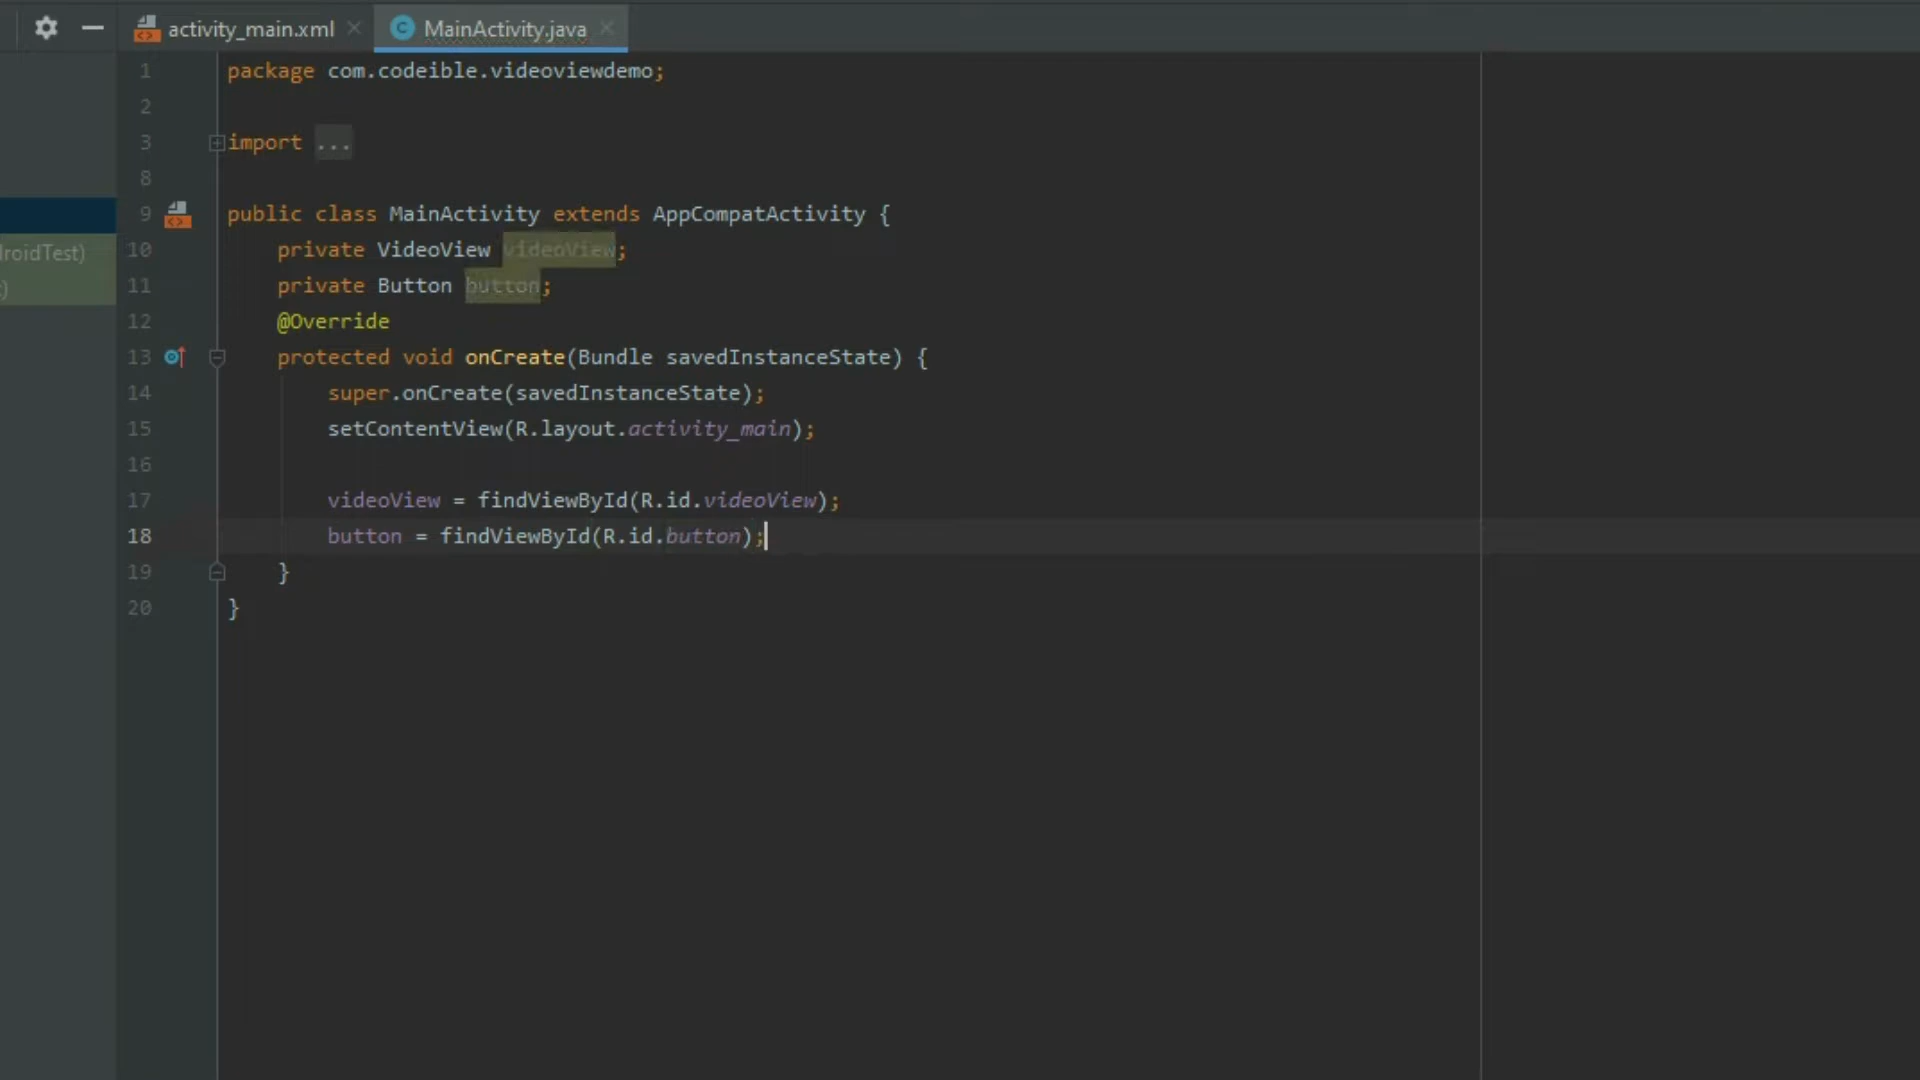 activity_main.xml MainActivity.java
1 package com.codeible.videoviewdemo;
2
3 import ...
8
9 public class MainActivity extends AppCompatActivity {
10 private VideoView videoView;
11 private Button button;
12 @Override
13 protected void onCreate(Bundle savedInstanceState) {
14 super.onCreate(savedInstanceState);
15 setContentView(R.layout.activity_main);
16
17 videoView = findViewById(R.id.videoView);
18 button = findViewById(R.id.button);
19 }
20 }
roidTest)
)